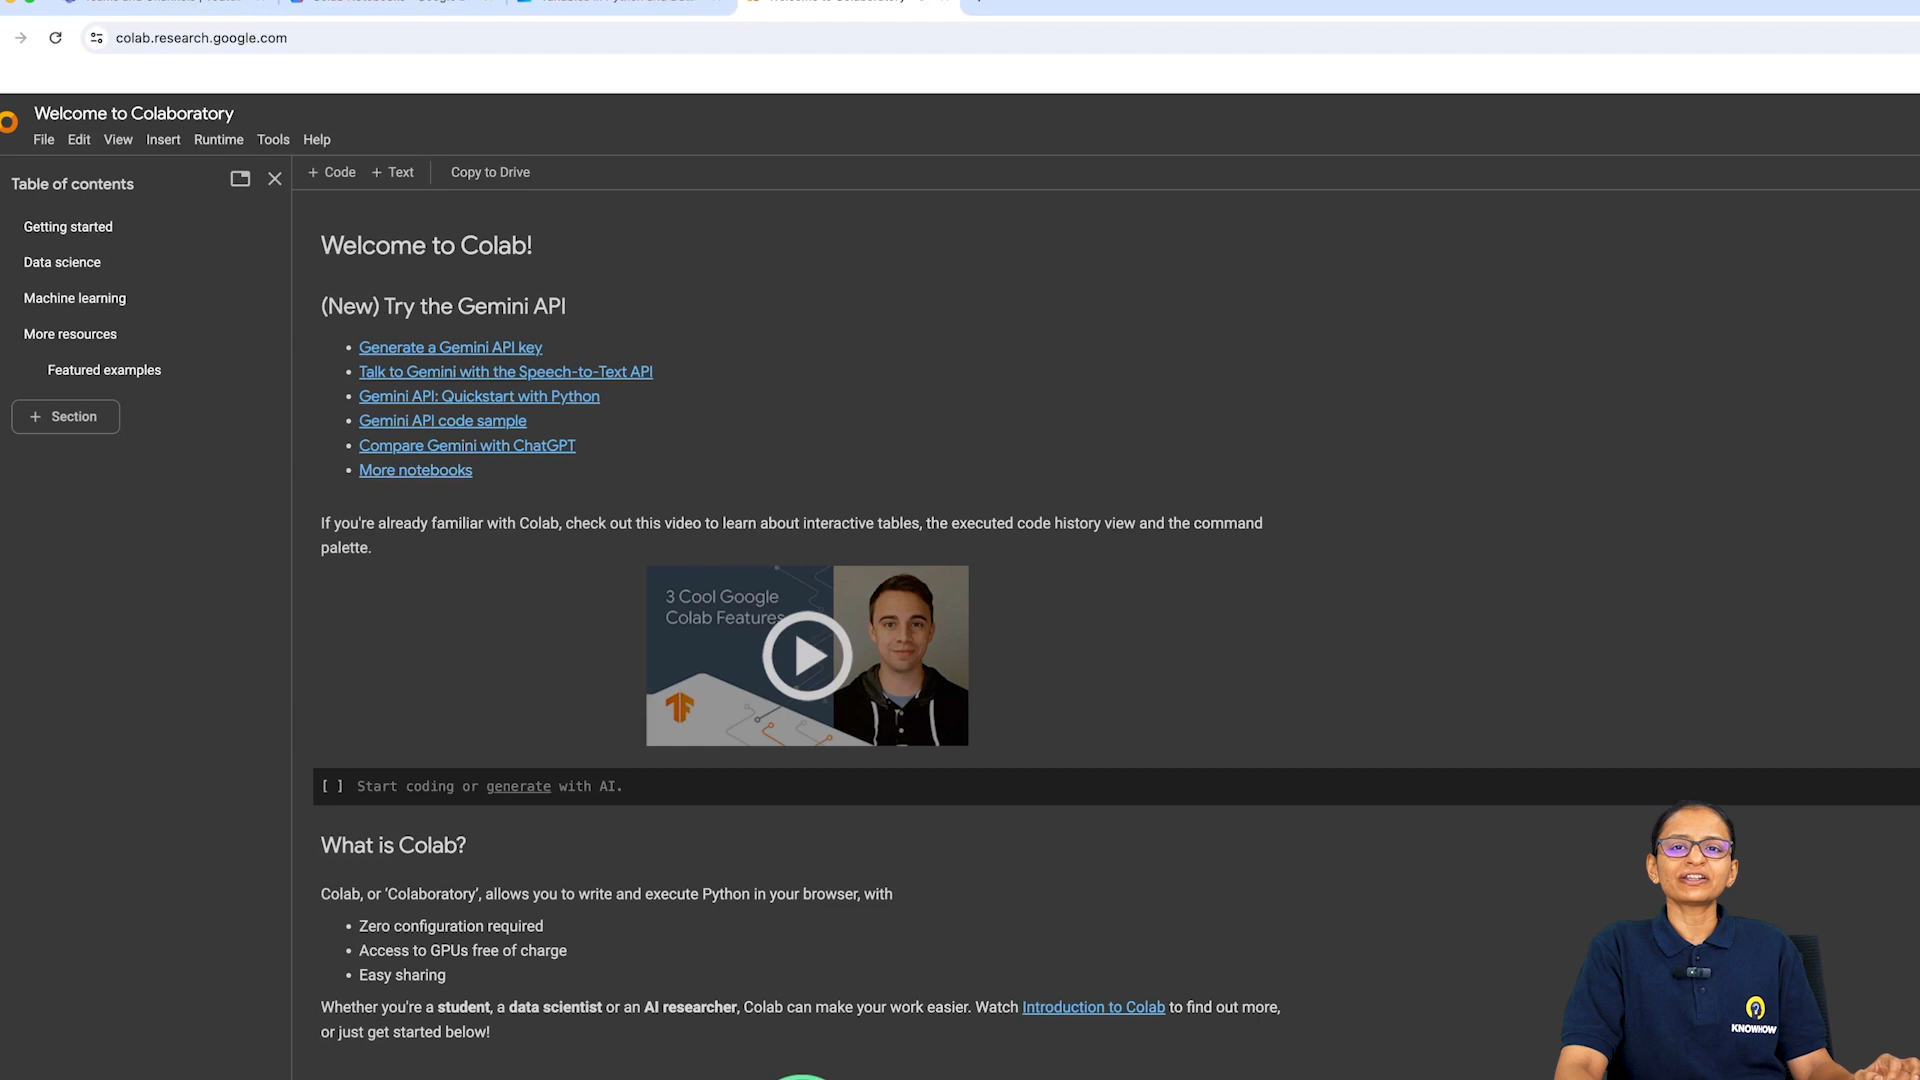 colab.research.google.com
Welcome to Colaboratory
File Edit View Insert Runtime Tools Help
Table of contents
+ Code + Text Copy to Drive
Getting started
Data science
Machine learning
More resources
Featured examples
+ Section
Welcome to Colab!
(New) Try the Gemini API
• Generate a Gemini API key
• Talk to Gemini with the Speech-to-Text API
• Gemini API: Quickstart with Python
• Gemini API code sample
• Compare Gemini with ChatGPT
• More notebooks
If you're already familiar with Colab, check out this video to learn about interactive tables, the executed code history view and the command
palette.
3 Cool Google
Colab Features
[ ] Start coding or generate with AI.
What is Colab?
Colab, or ‘Colaboratory’, allows you to write and execute Python in your browser, with
• Zero configuration required
• Access to GPUs free of charge
• Easy sharing
Whether you're a student, a data scientist or an AI researcher, Colab can make your work easier. Watch Introduction to Colab to find out more,
or just get started below!
KNOWHOW